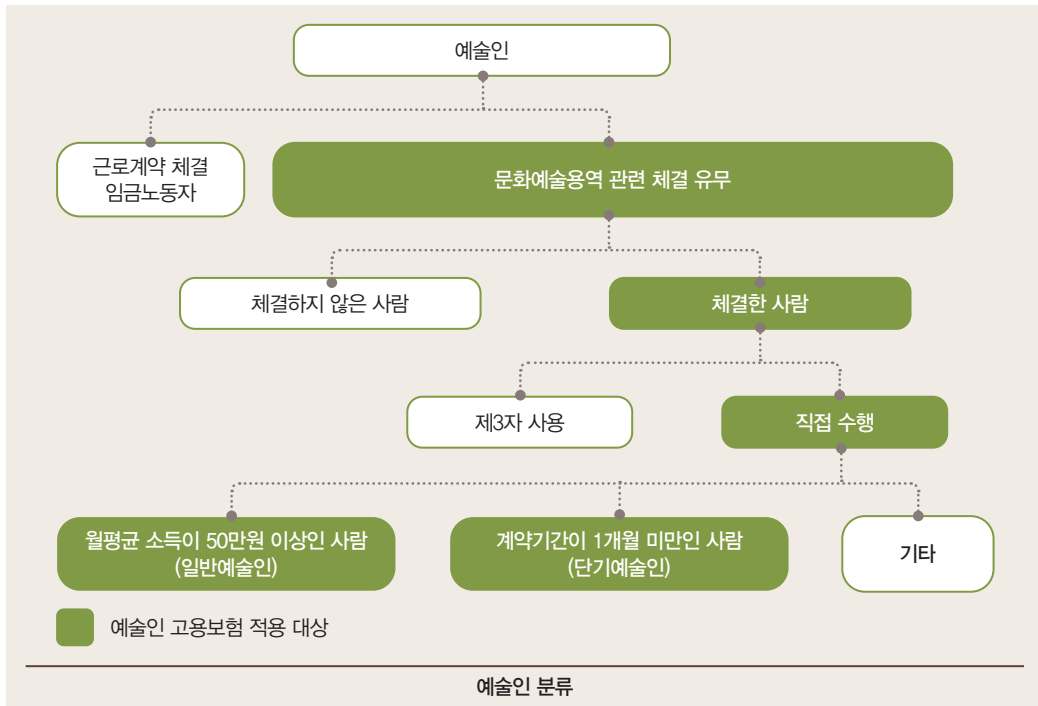 예술인
근로계약 체결
임금노동자
문화예술용역 관련 체결 유무
체결하지 않은 사람
체결한 사람
제3자 사용
직접 수행
월평균 소득이 50만원 이상인 사람
(일반예술인)
계약기간이 1개월 미만인 사람
(단기예술인)
기타
예술인 고용보험 적용 대상
예술인 분류